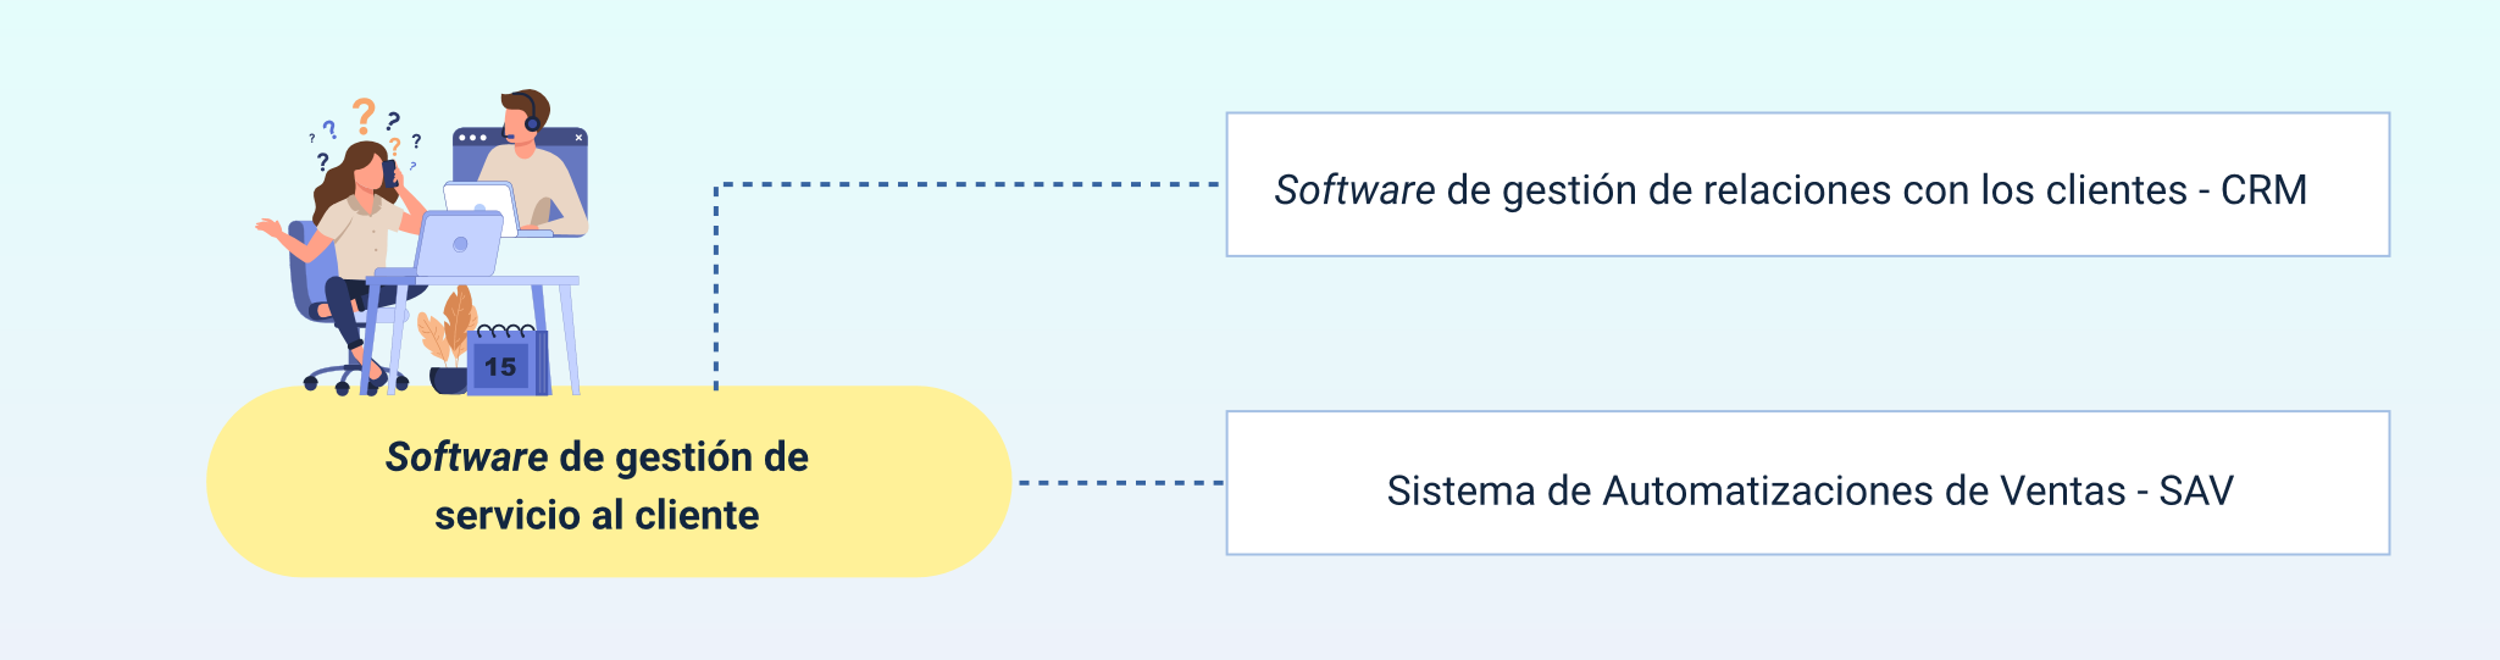 Software de gestión de relaciones con los clientes - CRM
15
Software de gestión de
servicio al cliente
Sistema de Automatizaciones de Ventas - SAV